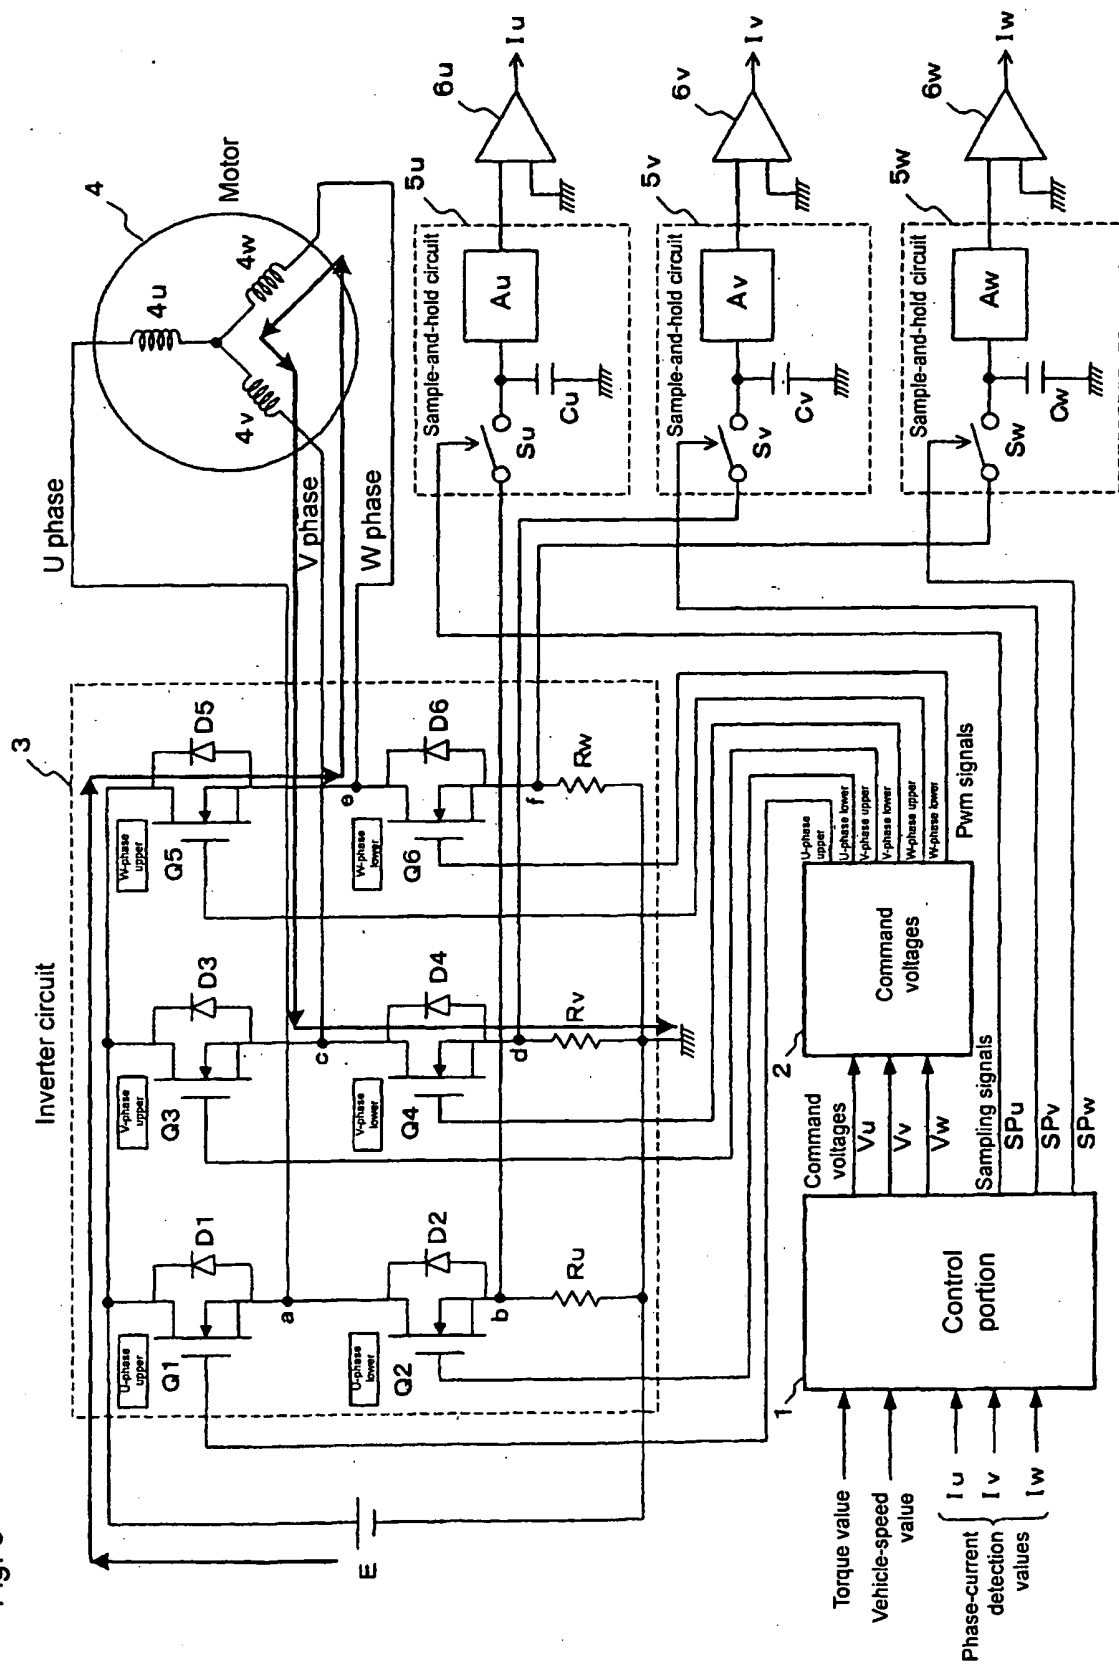 Inverter circuit
3
U phase
4
Motor
4u
4v
4w
V phase
W phase
U-phase
upper
Q1
D1
V-phase
upper
Q3
D3
W-phase
upper
Q5
D5
a
c
e
U-phase
lower
Q2
D2
V-phase
lower
Q4
D4
W-phase
lower
Q6
D6
b
d
f
Ru
Rv
Rw
E
Sample-and-hold circuit
5u
Su
Cu
Au
6u
Iu
Sample-and-hold circuit
5v
Sv
Cv
Av
6v
Iv
Sample-and-hold circuit
5w
Sw
Cw
Aw
6w
Iw
Torque value
Vehicle-speed
value
Phase-current
detection
values
Iu
Iv
Iw
1
Control
portion
Command
voltages
Vu
Vv
Vw
Sampling signals
SPu
SPv
SPw
2
Command
voltages
U-phase
upper
U-phase lower
V-phase upper
V-phase lower
W-phase upper
W-phase lower
Pwm signals